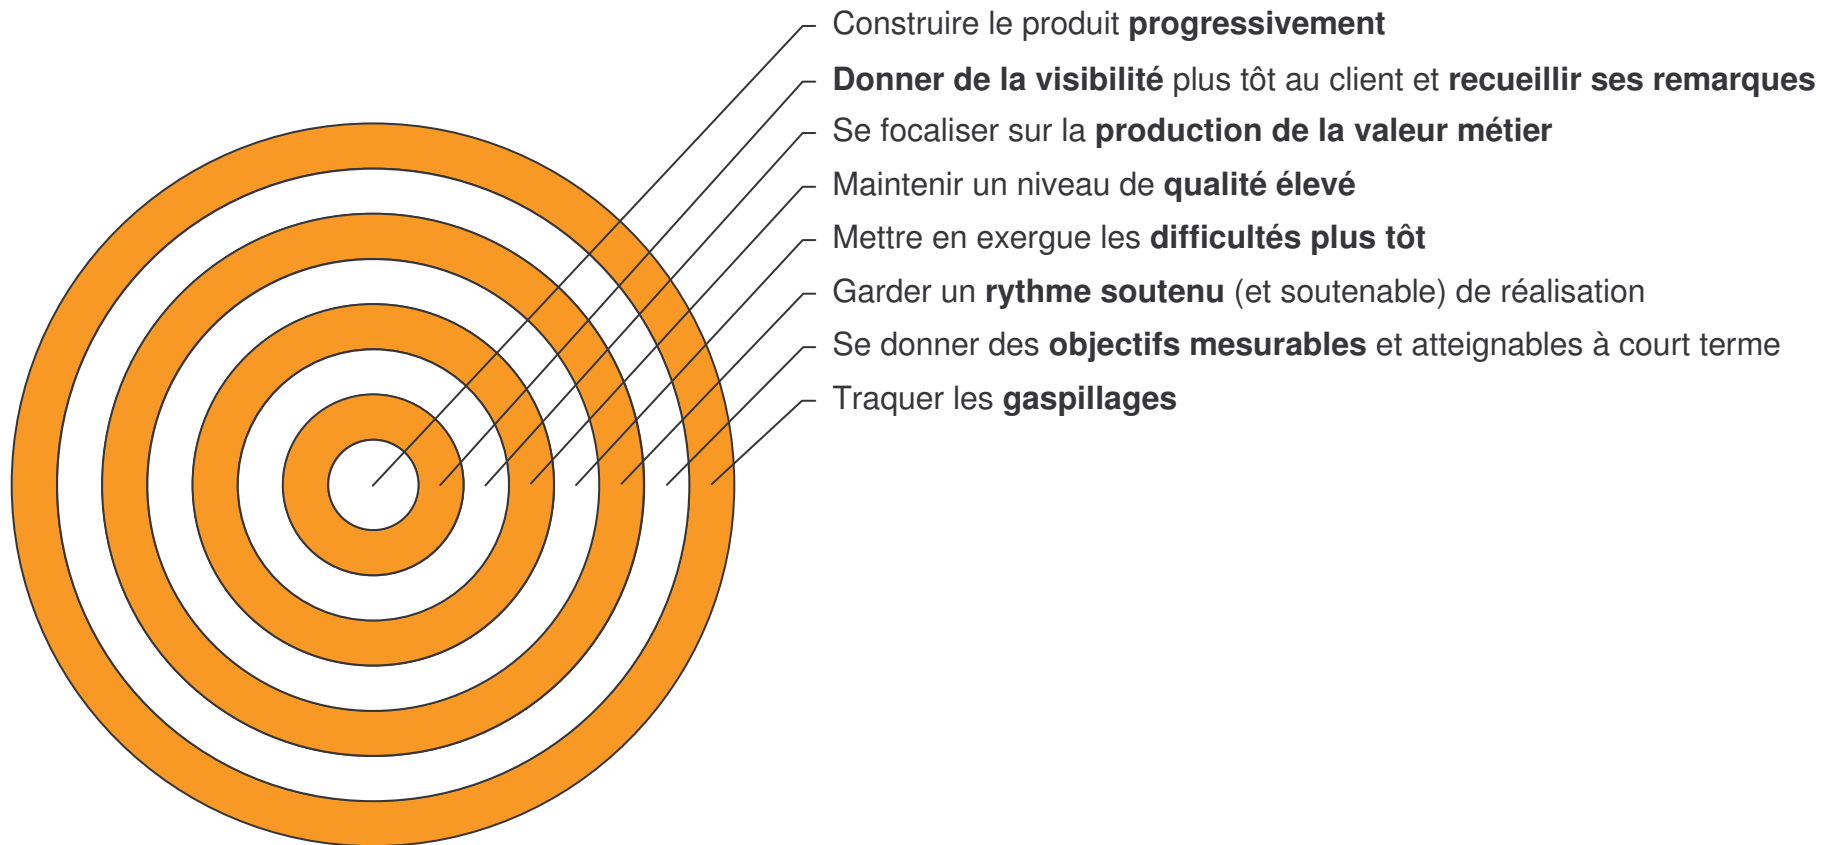 Construire le produit progressivement
Donner de la visibilité plus tôt au client et recueillir ses remarques
Se focaliser sur la production de la valeur métier
Maintenir un niveau de qualité élevé
Mettre en exergue les difficultés plus tôt
Garder un rythme soutenu (et soutenable) de réalisation
Se donner des objectifs mesurables et atteignables à court terme
Traquer les gaspillages